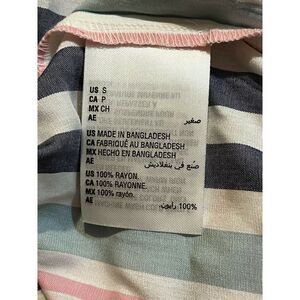 US S
CA P
MX CH
AE صغير
US MADE IN BANGLADESH
CA FABRIQUÉ AU BANGLADESH
MX HECHO EN BANGLADESH
AE صنع في بنغلاديش
US 100% RAYON.
CA 100% RAYONNE.
MX 100% rayón.
AE 100% رايون